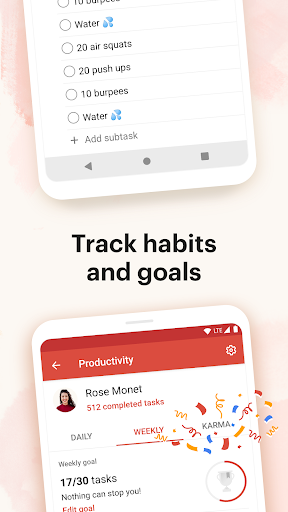 10 burpees
Water 💦
20 air squats
20 push ups
10 burpees
Water 💦
+ Add subtask
Track habits
and goals
LTE
Productivity
Rose Monet
512 completed tasks
DAILY WEEKLY KARMA
Weekly goal
17/30 tasks
Nothing can stop you!
Edit goal